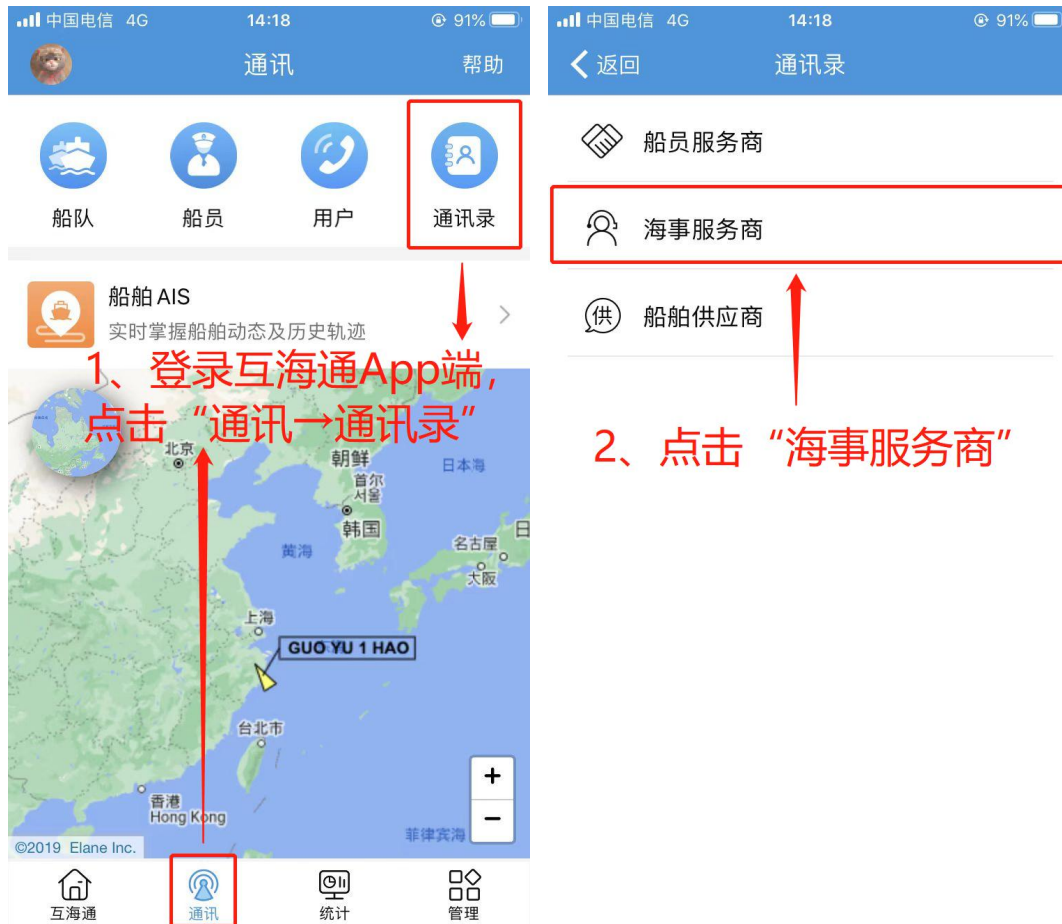 中国电信 4G 14:18 91%
通讯 帮助
船队 船员 用户 通讯录
船舶 AIS
实时掌握船舶动态及历史轨迹
1、登录互海通App端，
点击“通讯→通讯录”
北京
朝鲜
日本海
首尔
서울
韩国
日
黄海
名古屋
大阪
上海
GUO YU 1 HAO
台北市
香港
Hong Kong
菲律宾海
+
−
©2019 Elane Inc.
互海通 通讯 统计 管理
中国电信 4G 14:18 91%
返回 通讯录
船员服务商
海事服务商
供 船舶供应商
2、点击“海事服务商”